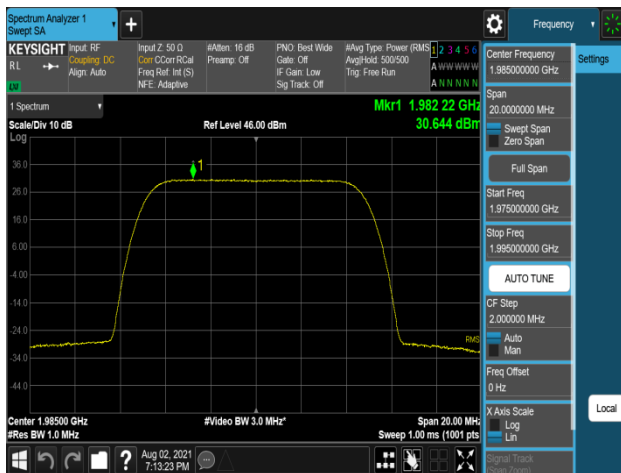 Spectrum Analyzer 1
Swept SA
Frequency
KEYSIGHT
RL
LXI
Input: RF
Coupling: DC
Align: Auto
Input Z: 50 Ω
Corr CCorr RCal
Freq Ref: Int (S)
NFE: Adaptive
#Atten: 16 dB
Preamp: Off
PNO: Best Wide
Gate: Off
IF Gain: Low
Sig Track: Off
#Avg Type: Power (RMS
Avg|Hold: 500/500
Trig: Free Run
1 2 3 4 5 6
A W W W W W
A N N N N N
1 Spectrum
Scale/Div 10 dB
Ref Level 46.00 dBm
Mkr1 1.982 22 GHz
30.644 dBm
Log
36.0
26.0
16.0
6.00
-4.00
-14.0
-24.0
-34.0
-44.0
1
RMS
Center 1.98500 GHz
#Res BW 1.0 MHz
#Video BW 3.0 MHz*
Span 20.00 MHz
Sweep 1.00 ms (1001 pts)
Aug 02, 2021
7:13:23 PM
Center Frequency
1.985000000 GHz
Span
20.0000000 MHz
Swept Span
Zero Span
Full Span
Start Freq
1.975000000 GHz
Stop Freq
1.995000000 GHz
AUTO TUNE
CF Step
2.000000 MHz
Auto
Man
Freq Offset
0 Hz
X Axis Scale
Log
Lin
Signal Track
(Span Zoom)
Settings
Local